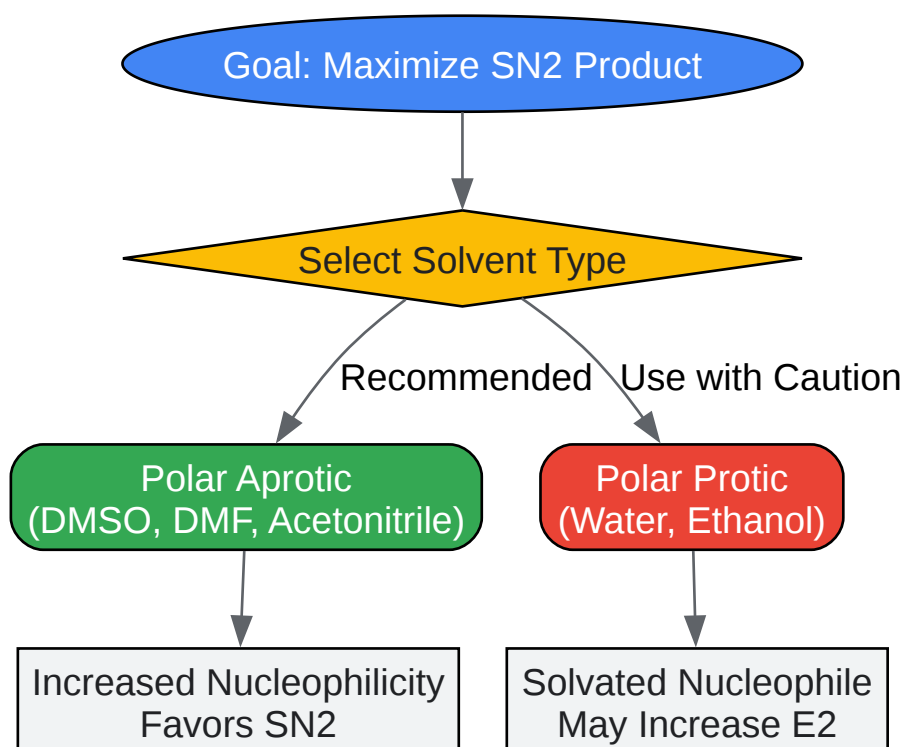 Goal: Maximize SN2 Product
Select Solvent Type
Recommended
Use with Caution
Polar Aprotic
(DMSO, DMF, Acetonitrile)
Polar Protic
(Water, Ethanol)
Increased Nucleophilicity
Favors SN2
Solvated Nucleophile
May Increase E2